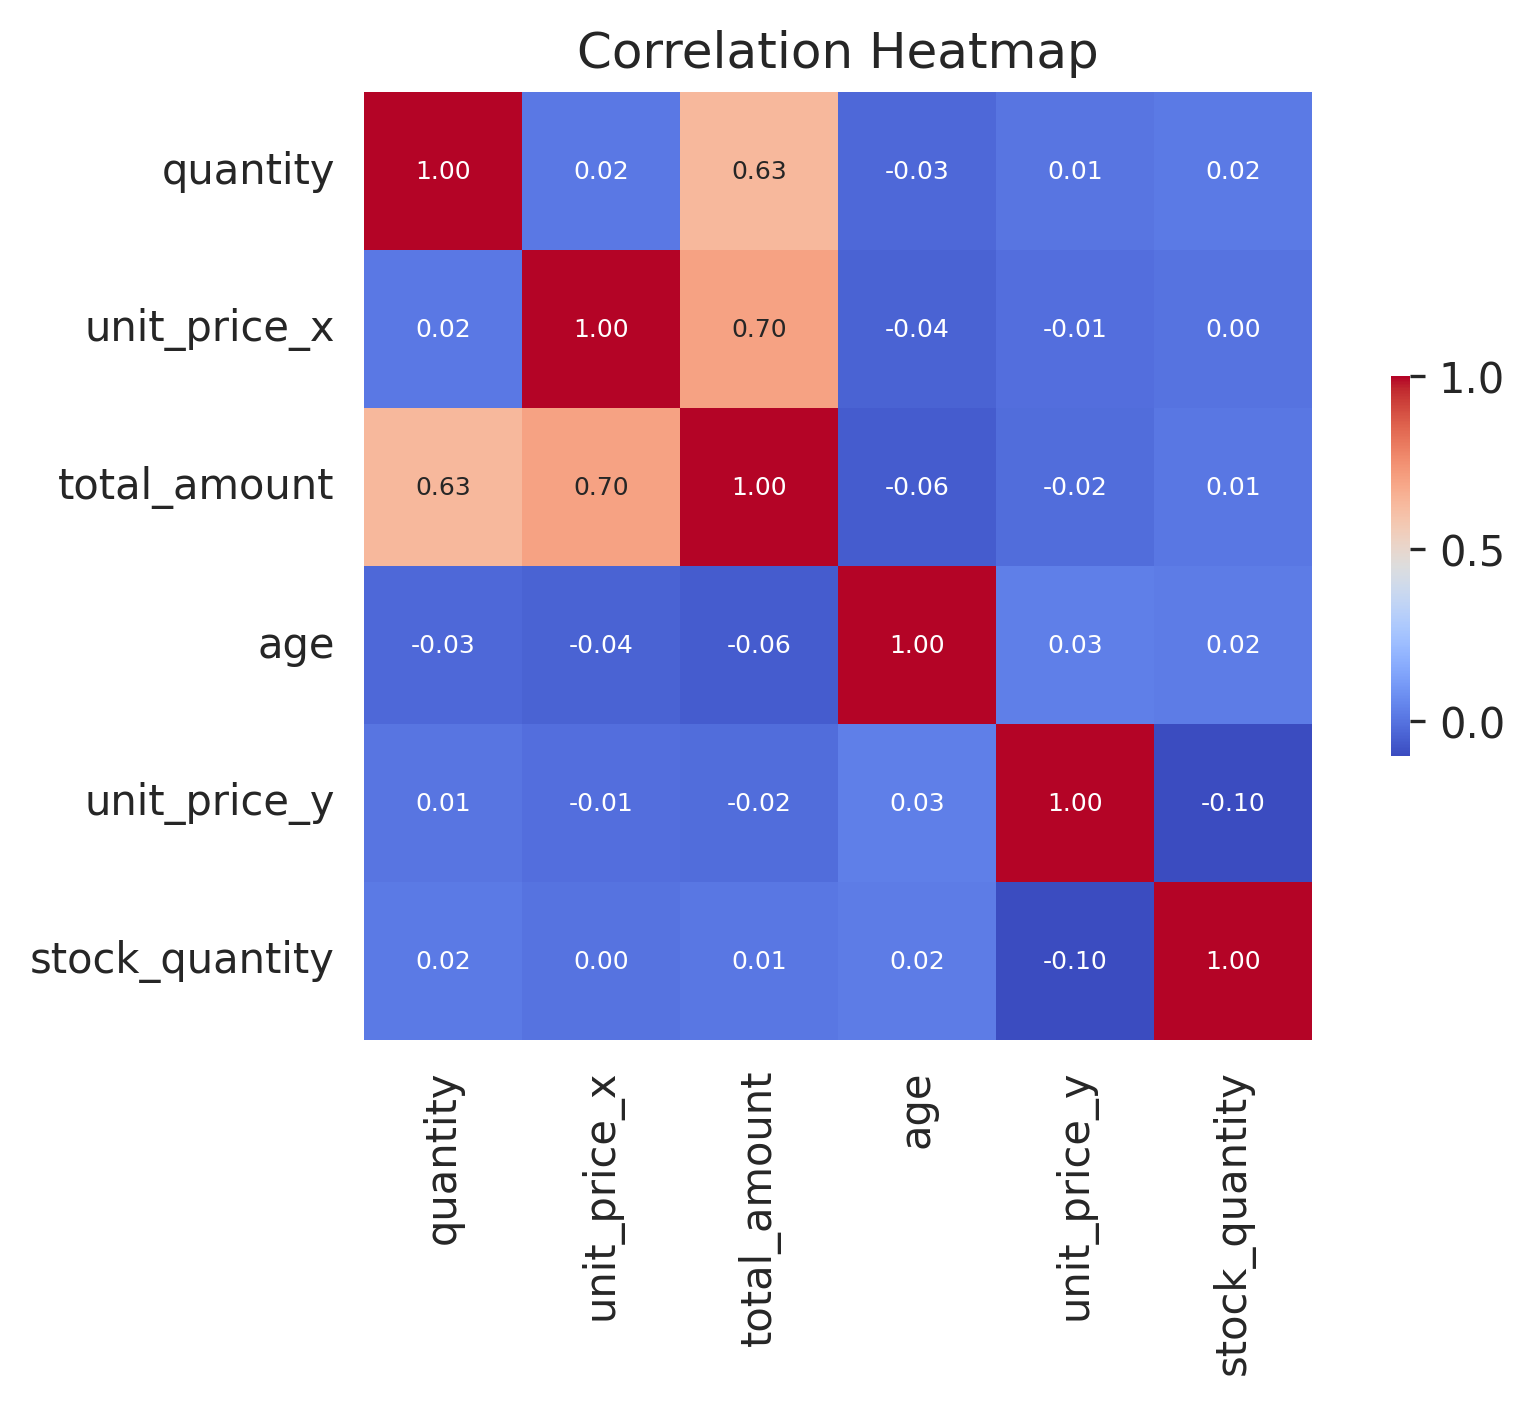 Correlation Heatmap
quantity 1.00 0.02 0.63 -0.03 0.01 0.02
unit_price_x 0.02 1.00 0.70 -0.04 -0.01 0.00
total_amount 0.63 0.70 1.00 -0.06 -0.02 0.01
age -0.03 -0.04 -0.06 1.00 0.03 0.02
unit_price_y 0.01 -0.01 -0.02 0.03 1.00 -0.10
stock_quantity 0.02 0.00 0.01 0.02 -0.10 1.00
quantity
unit_price_x
total_amount
age
unit_price_y
stock_quantity
1.0
0.5
0.0